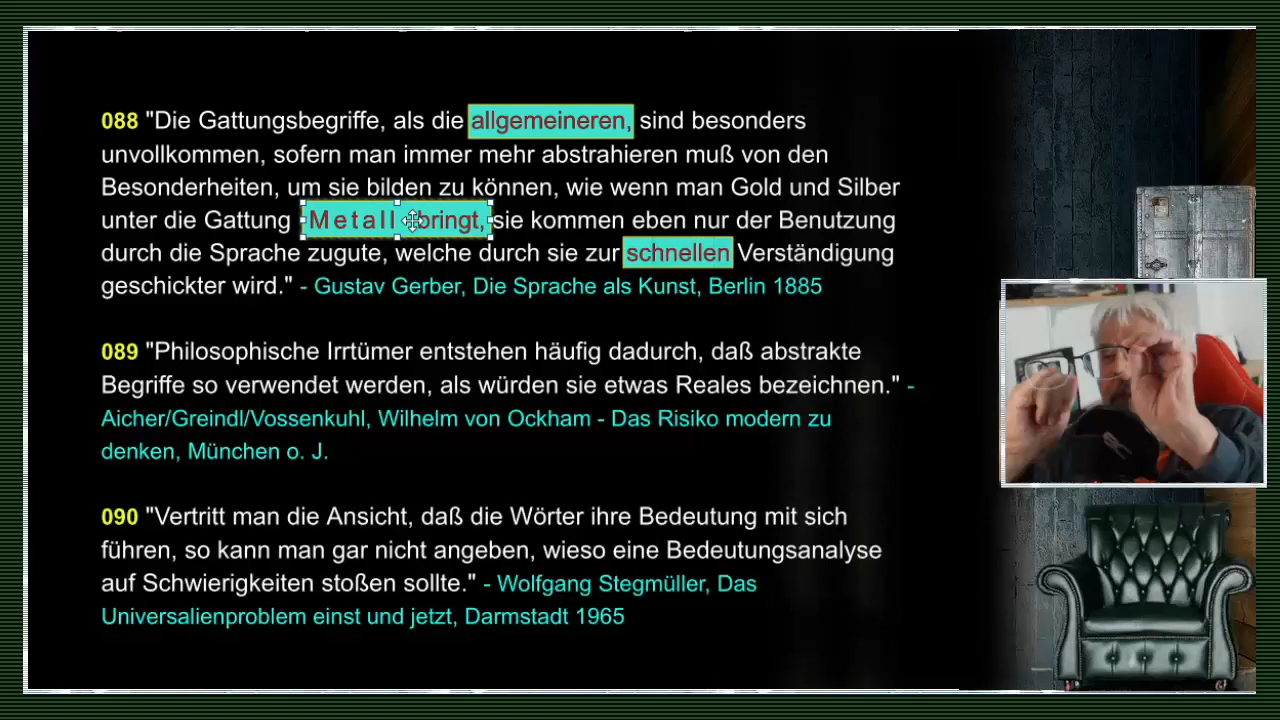 088 "Die Gattungsbegriffe, als die allgemeineren, sind besonders
unvollkommen, sofern man immer mehr abstrahieren muß von den
Besonderheiten, um sie bilden zu können, wie wenn man Gold und Silber
unter die Gattung Metall bringt, sie kommen eben nur der Benutzung
durch die Sprache zugute, welche durch sie zur schnellen Verständigung
geschickter wird." - Gustav Gerber, Die Sprache als Kunst, Berlin 1885
089 "Philosophische Irrtümer entstehen häufig dadurch, daß abstrakte
Begriffe so verwendet werden, als würden sie etwas Reales bezeichnen." -
Aicher/Greindl/Vossenkuhl, Wilhelm von Ockham - Das Risiko modern zu
denken, München o. J.
090 "Vertritt man die Ansicht, daß die Wörter ihre Bedeutung mit sich
führen, so kann man gar nicht angeben, wieso eine Bedeutungsanalyse
auf Schwierigkeiten stoßen sollte." - Wolfgang Stegmüller, Das
Universalienproblem einst und jetzt, Darmstadt 1965